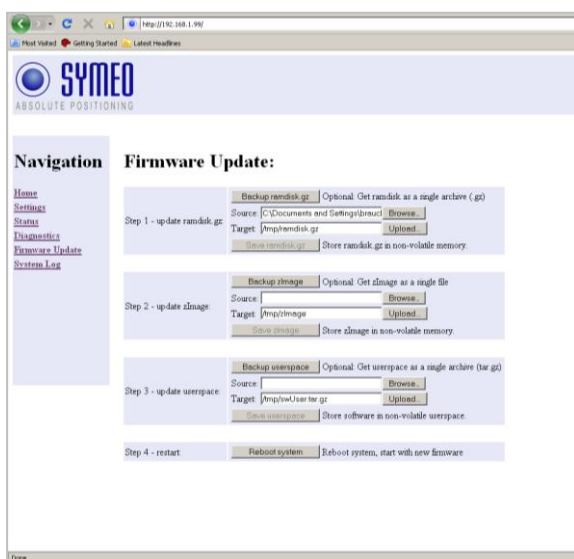 http://192.168.1.99/
Most Visited Getting Started Latest Headlines
SYMEO
ABSOLUTE POSITIONING
Navigation
Home
Settings
Status
Diagnostics
Firmware Update
System Log
Firmware Update:
Step 1 - update ramdisk.gz:
Backup ramdisk.gz Optional: Get ramdisk as a single archive (.gz)
Source: C:\Documents and Settings\braucl Browse...
Target: /tmp/ramdisk.gz Upload...
Save ramdisk.gz Store ramdisk.gz in non-volatile memory.
Step 2 - update zImage:
Backup zImage Optional: Get zImage as a single file
Source: Browse...
Target: /tmp/zImage Upload...
Save zImage Store zImage in non-volatile memory.
Step 3 - update userspace:
Backup userspace Optional: Get userspace as a single archive (tar.gz)
Source: Browse...
Target: /tmp/swUser.tar.gz Upload...
Save userspace Store software in non-volatile userspace.
Step 4 - restart: Reboot system Reboot system, start with new firmware
Done